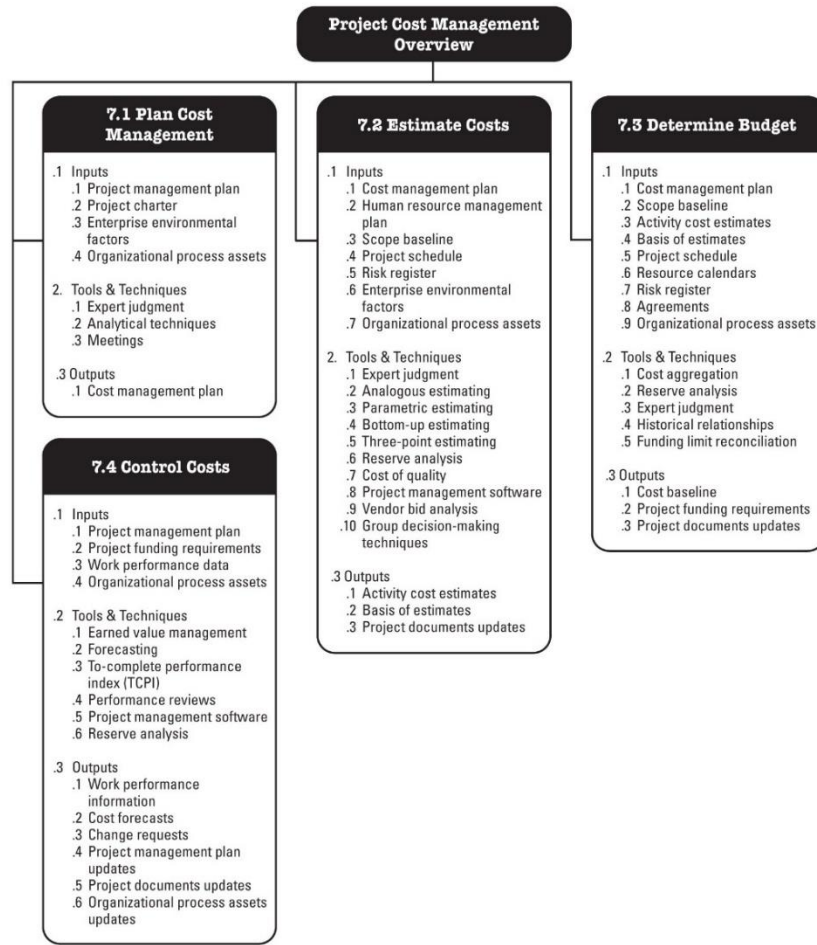 Project Cost Management
Overview
7.1 Plan Cost
Management
.1 Inputs
.1 Project management plan
.2 Project charter
.3 Enterprise environmental
factors
.4 Organizational process assets
2. Tools & Techniques
.1 Expert judgment
.2 Analytical techniques
.3 Meetings
.3 Outputs
.1 Cost management plan
7.2 Estimate Costs
.1 Inputs
.1 Cost management plan
.2 Human resource management
plan
.3 Scope baseline
.4 Project schedule
.5 Risk register
.6 Enterprise environmental
factors
.7 Organizational process assets
2. Tools & Techniques
.1 Expert judgment
.2 Analogous estimating
.3 Parametric estimating
.4 Bottom-up estimating
.5 Three-point estimating
.6 Reserve analysis
.7 Cost of quality
.8 Project management software
.9 Vendor bid analysis
.10 Group decision-making
techniques
.3 Outputs
.1 Activity cost estimates
.2 Basis of estimates
.3 Project documents updates
7.3 Determine Budget
.1 Inputs
.1 Cost management plan
.2 Scope baseline
.3 Activity cost estimates
.4 Basis of estimates
.5 Project schedule
.6 Resource calendars
.7 Risk register
.8 Agreements
.9 Organizational process assets
.2 Tools & Techniques
.1 Cost aggregation
.2 Reserve analysis
.3 Expert judgment
.4 Historical relationships
.5 Funding limit reconciliation
.3 Outputs
.1 Cost baseline
.2 Project funding requirements
.3 Project documents updates
7.4 Control Costs
.1 Inputs
.1 Project management plan
.2 Project funding requirements
.3 Work performance data
.4 Organizational process assets
.2 Tools & Techniques
.1 Earned value management
.2 Forecasting
.3 To-complete performance
index (TCPI)
.4 Performance reviews
.5 Project management software
.6 Reserve analysis
.3 Outputs
.1 Work performance
information
.2 Cost forecasts
.3 Change requests
.4 Project management plan
updates
.5 Project documents updates
.6 Organizational process assets
updates